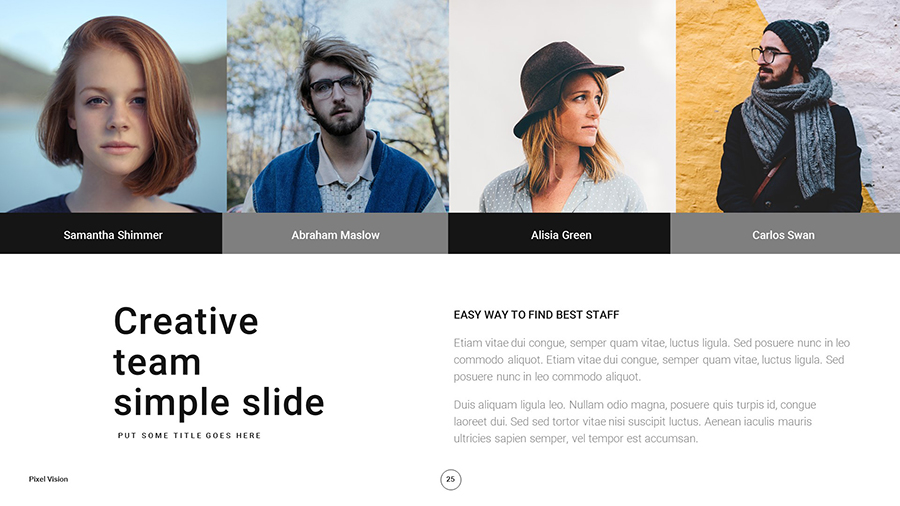 Samantha Shimmer
Abraham Maslow
Alisia Green
Carlos Swan
Creative
team
simple slide
PUT SOME TITLE GOES HERE
EASY WAY TO FIND BEST STAFF
Etiam vitae dui congue, semper quam vitae, luctus ligula. Sed posuere nunc in leo
commodo aliquot. Etiam vitae dui congue, semper quam vitae, luctus ligula. Sed
posuere nunc in leo commodo aliquot.
Duis aliquam ligula leo. Nullam odio magna, posuere quis turpis id, congue
laoreet dui. Sed sed tortor vitae nisi suscipit luctus. Aenean iaculis mauris
ultricies sapien semper, vel tempor est accumsan.
Pixel Vision
25